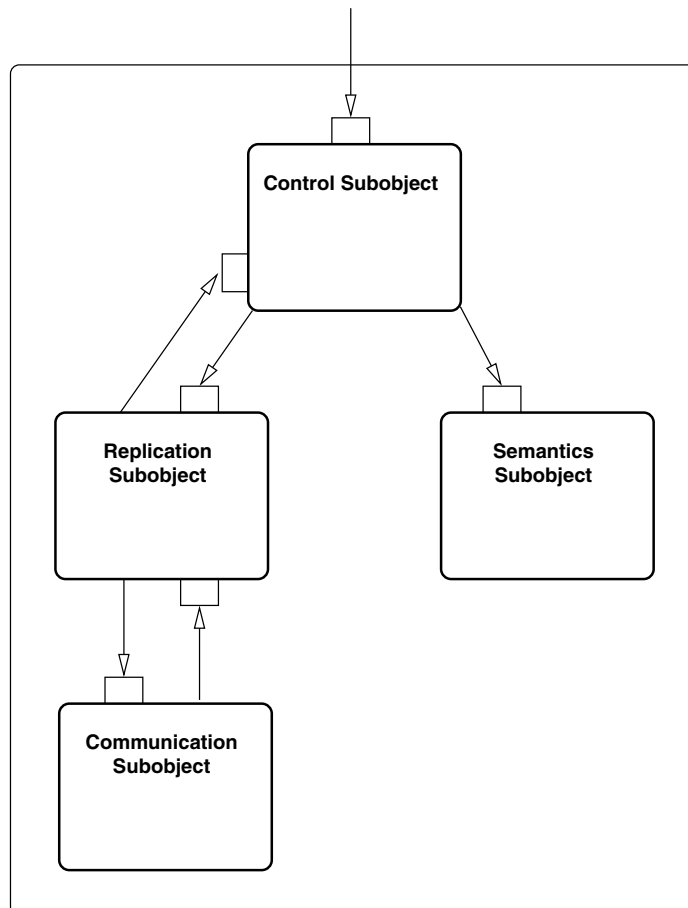 Control Subobject
Replication
Subobject
Semantics
Subobject
Communication
Subobject